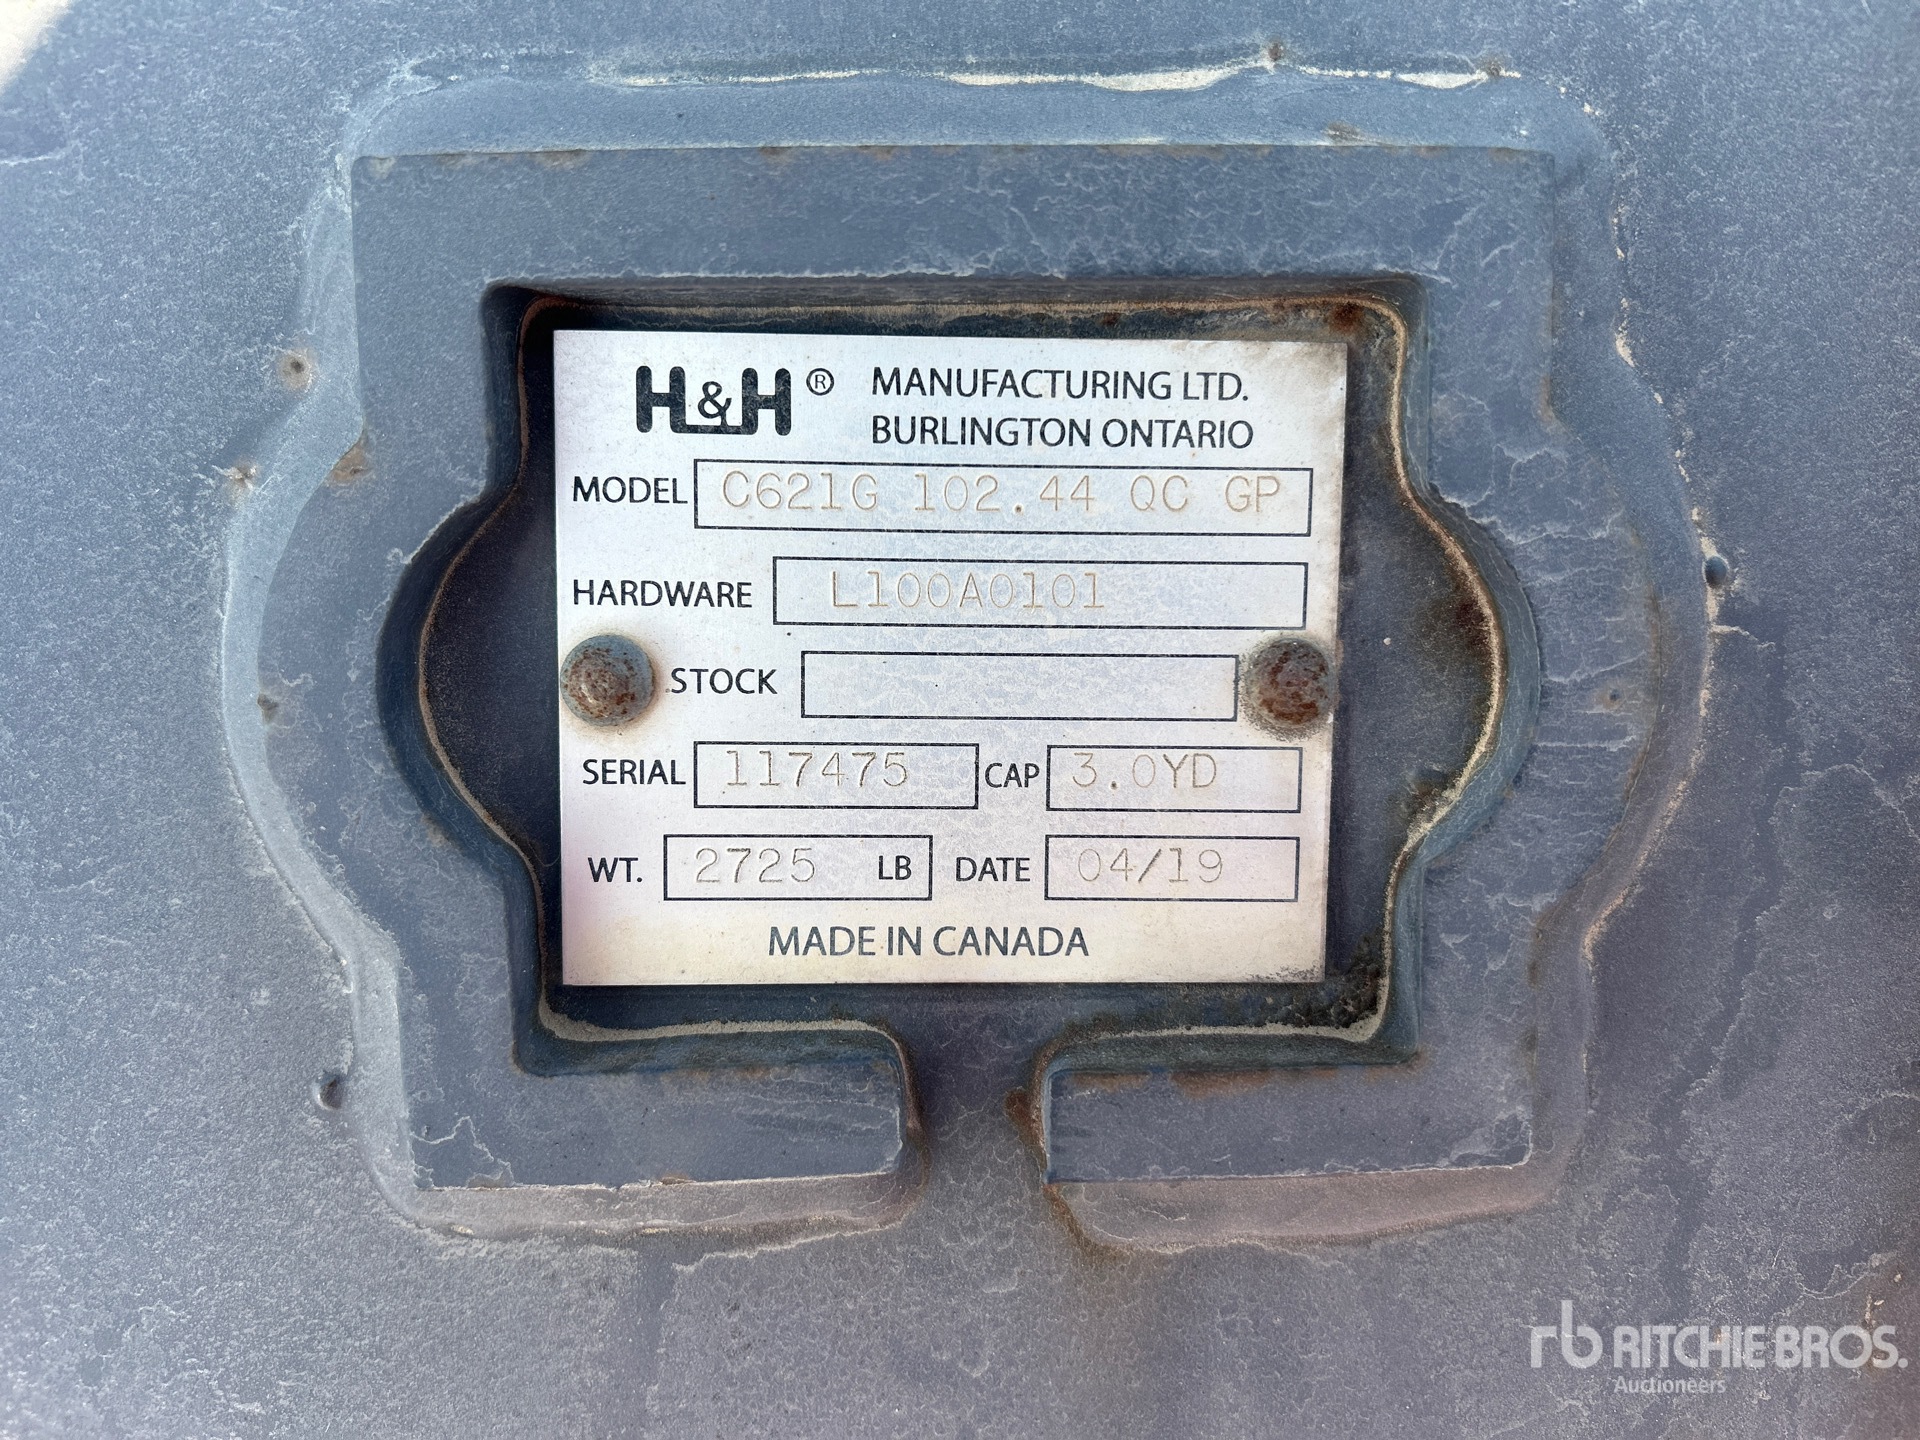 H&H® MANUFACTURING LTD.
BURLINGTON ONTARIO
MODEL C621G 102.44 QC GP
HARDWARE L100A0101
STOCK
SERIAL 117475 CAP 3.0YD
WT. 2725 LB DATE 04/19
MADE IN CANADA
rb RITCHIE BROS.
Auctioneers